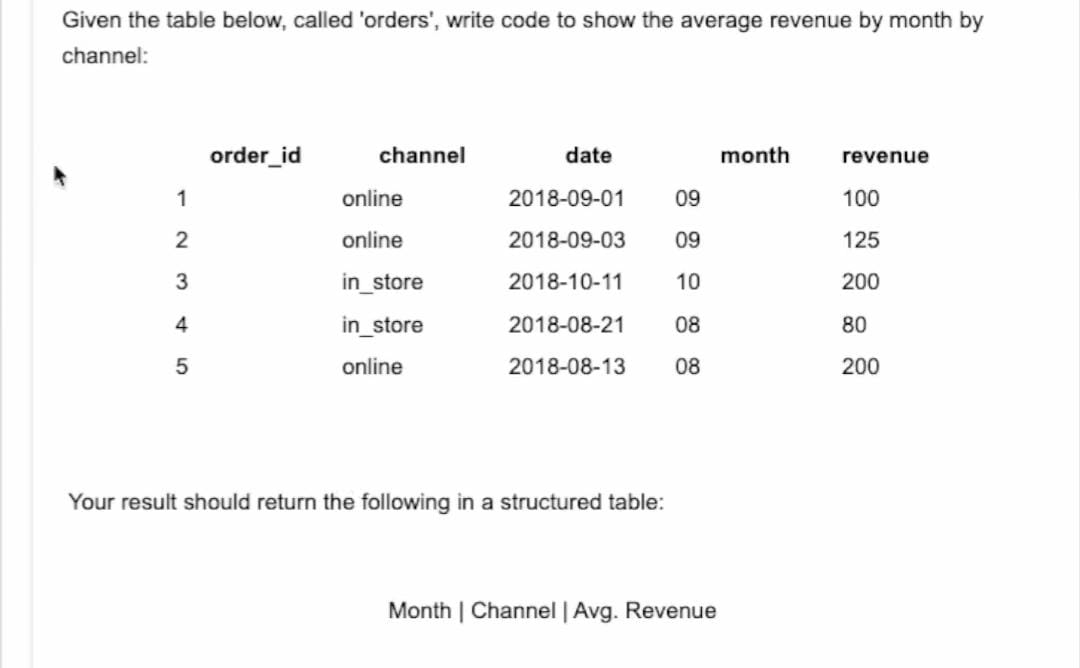 Given the table below, called 'orders', write code to show the average revenue by month by
channel:
order_id channel date month revenue
1 online 2018-09-01 09 100
2 online 2018-09-03 09 125
3 in_store 2018-10-11 10 200
4 in_store 2018-08-21 08 80
5 online 2018-08-13 08 200
Your result should return the following in a structured table:
Month | Channel | Avg. Revenue